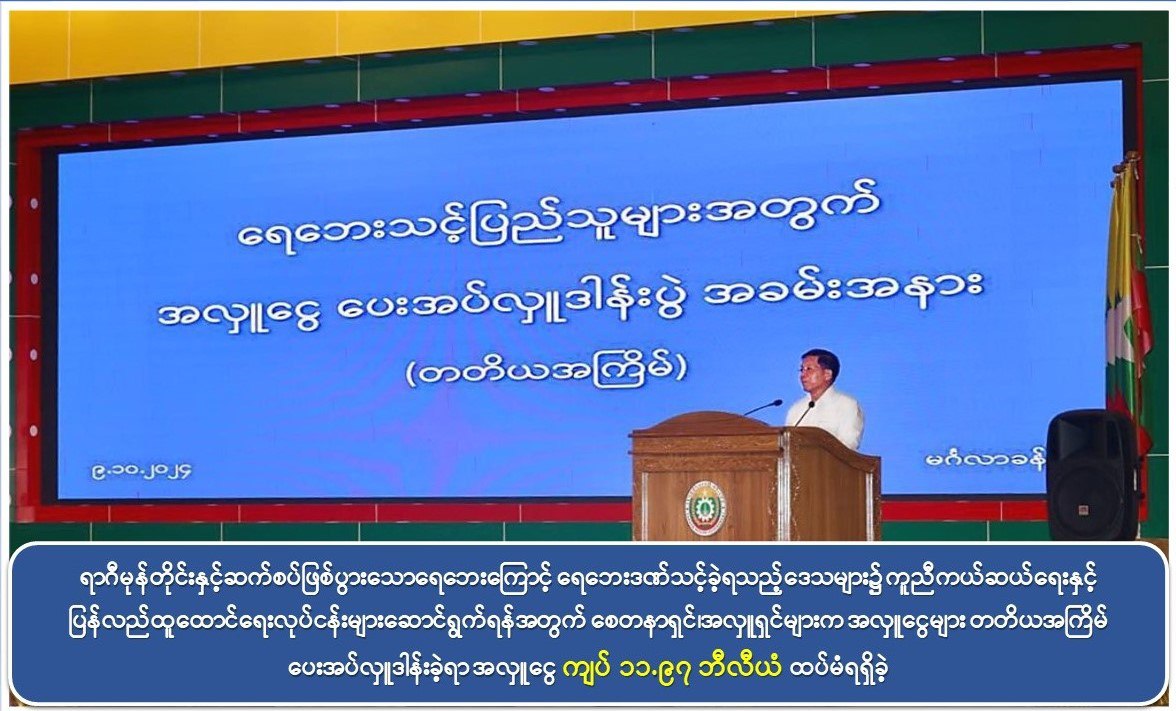 ရေဘေးသင့်ပြည်သူများအတွက်
အလှူငွေ ပေးအပ်လှူဒါန်းပွဲ အခမ်းအနား
(တတိယအကြိမ်)
၉.၁၀.၂၀၂၄
မင်္ဂလာခန်
ရာဂီမုန်တိုင်းနှင့်ဆက်စပ်ဖြစ်ပွားသောရေဘေးကြောင့် ရေဘေးဒဏ်သင့်ခဲ့ရသည့်ဒေသများ၌ ကူညီကယ်ဆယ်ရေးနှင့်
ပြန်လည်ထူထောင်ရေးလုပ်ငန်းများဆောင်ရွက်ရန်အတွက် စေတနာရှင်၊အလှူရှင်များက အလှူငွေများ တတိယအကြိမ်
ပေးအပ်လှူဒါန်းခဲ့ရာ အလှူငွေ ကျပ် ၁၁.၉၇ ဘီလီယံ ထပ်မံရရှိခဲ့